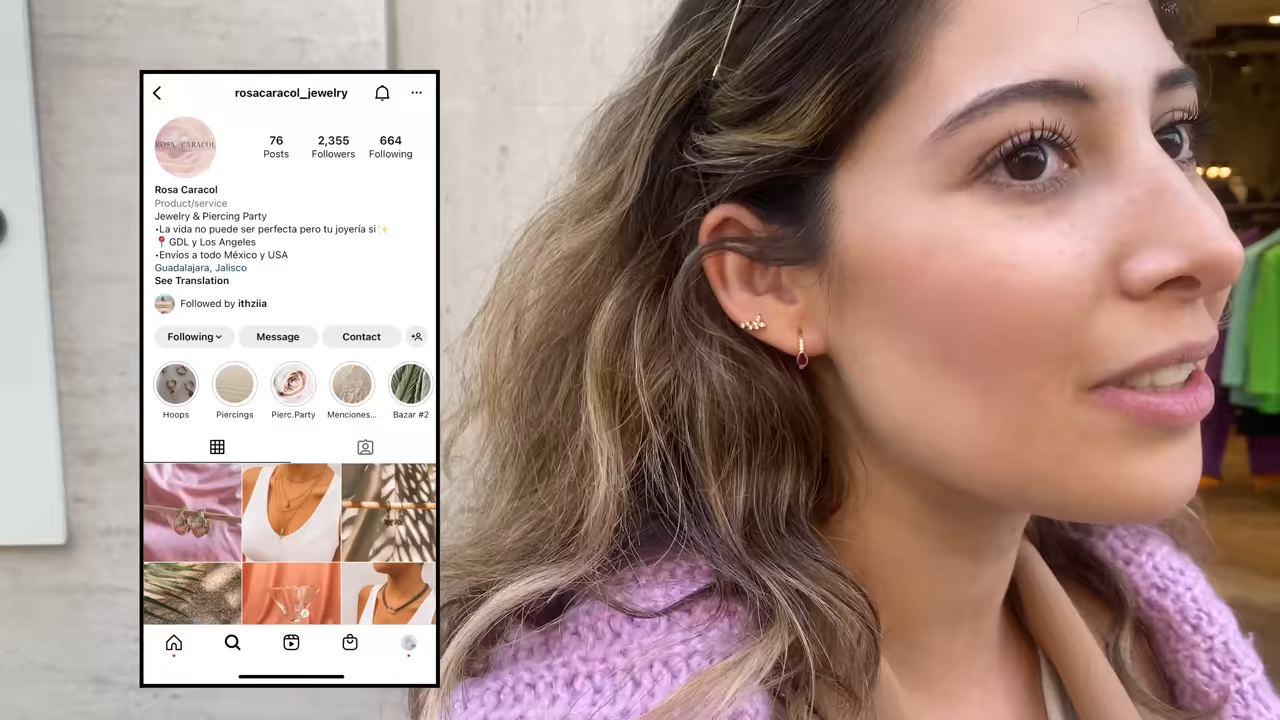 rosacaracol_jewelry
ROSA CARACOL
76
Posts
2,355
Followers
664
Following
Rosa Caracol
Product/service
Jewelry & Piercing Party
•La vida no puede ser perfecta pero tu joyería si✨
📍 GDL y Los Angeles
•Envíos a todo México y USA
Guadalajara, Jalisco
See Translation
Followed by ithziia
Following
Message
Contact
Hoops
Piercings
Pierc.Party
Menciones...
Bazar #2